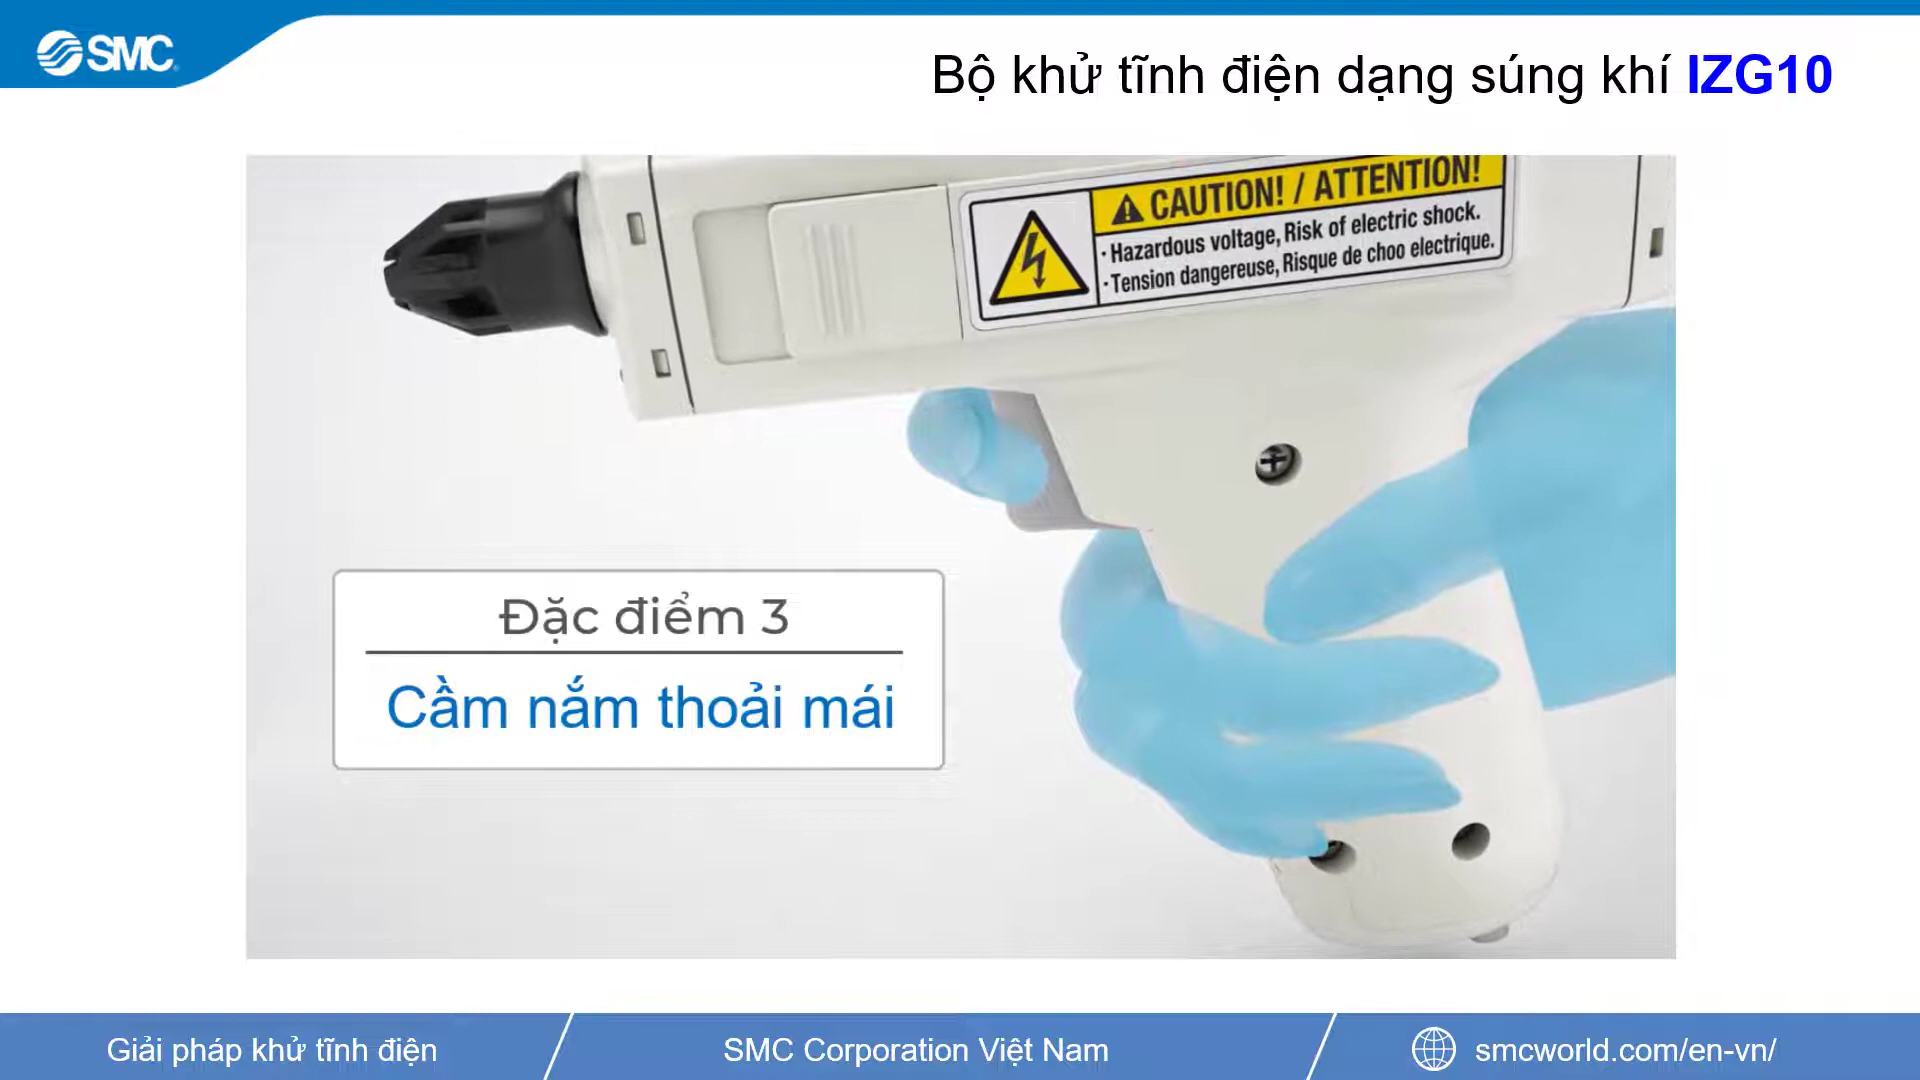 SMC
Bộ khử tĩnh điện dạng súng khí IZG10
CAUTION! / ATTENTION!
· Hazardous voltage, Risk of electric shock.
· Tension dangereuse, Risque de choo electrique.
Đặc điểm 3
Cầm nắm thoải mái
Giải pháp khử tĩnh điện
SMC Corporation Việt Nam
smcworld.com/en-vn/